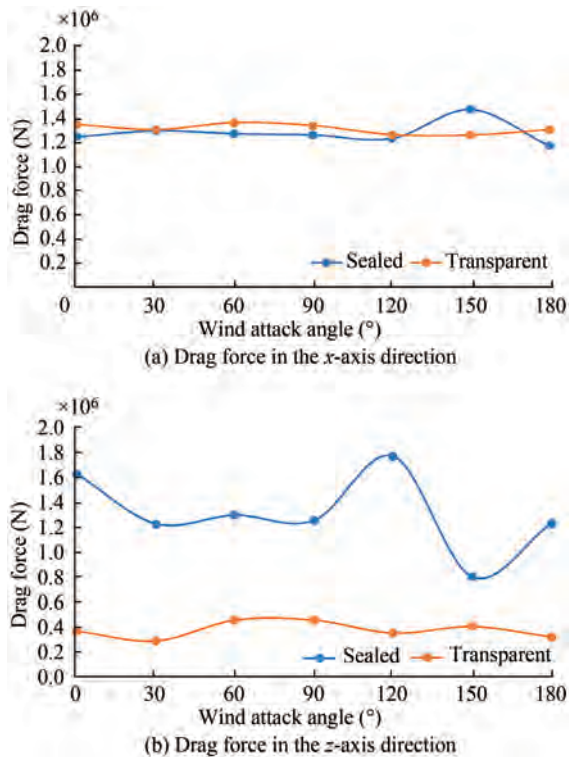 ×10⁶
2.0
1.8
1.6
1.4
1.2
1.0
0.8
0.6
0.4
0.2
Drag force (N)
Sealed Transparent
0 30 60 90 120 150 180
Wind attack angle (°)
(a) Drag force in the x-axis direction
×10⁶
2.0
1.8
1.6
1.4
1.2
1.0
0.8
0.6
0.4
0.2
0.0
Drag force (N)
Sealed Transparent
0 30 60 90 120 150 180
Wind attack angle (°)
(b) Drag force in the z-axis direction